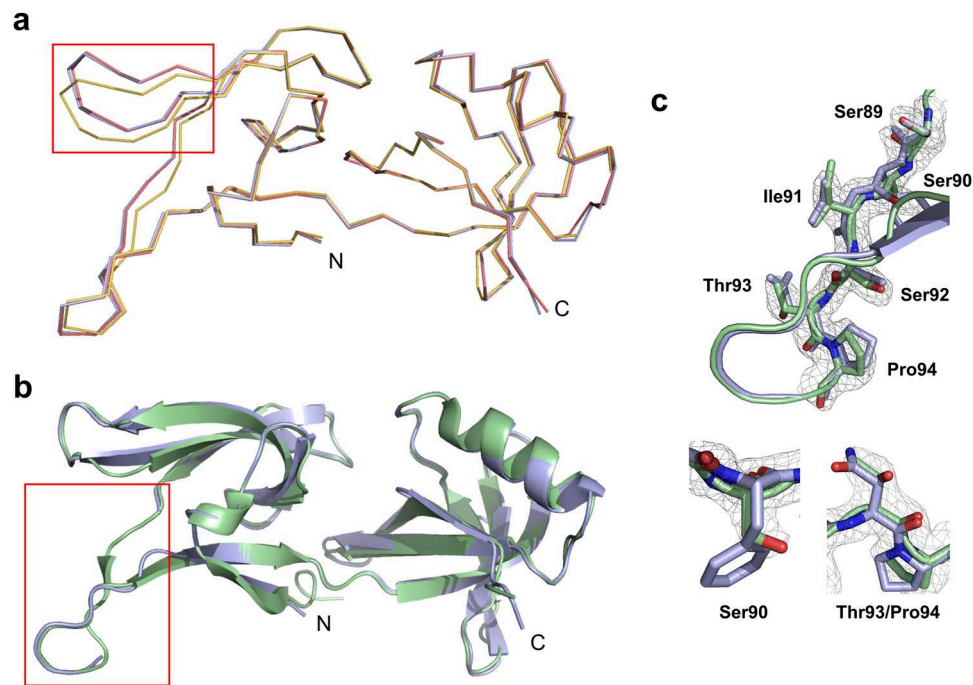 a
N
C
b
N
C
c
Ser89
Ser90
Ile91
Thr93
Ser92
Pro94
Ser90
Thr93/Pro94